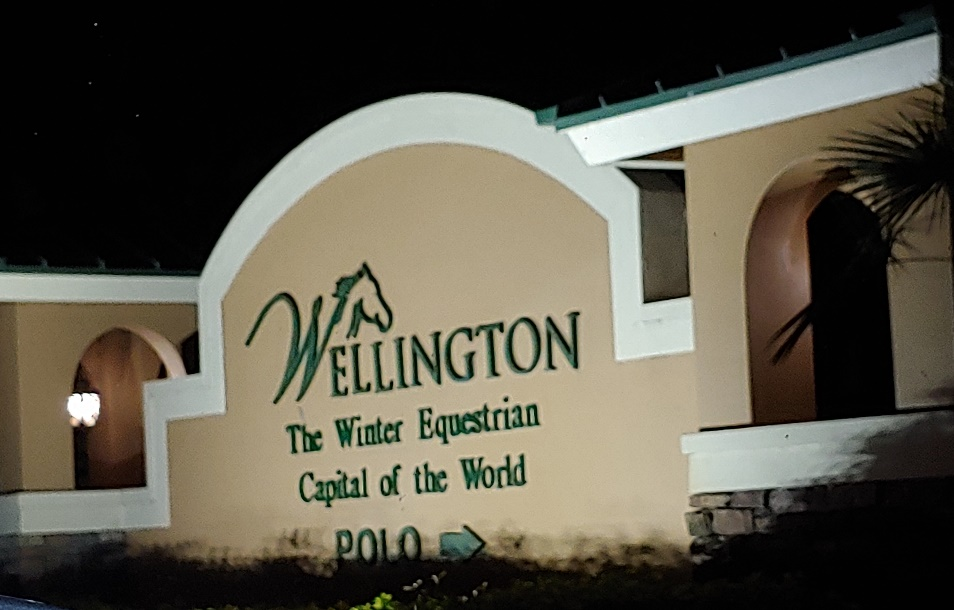 WELLINGTON
The Winter Equestrian
Capital of the World
POLO